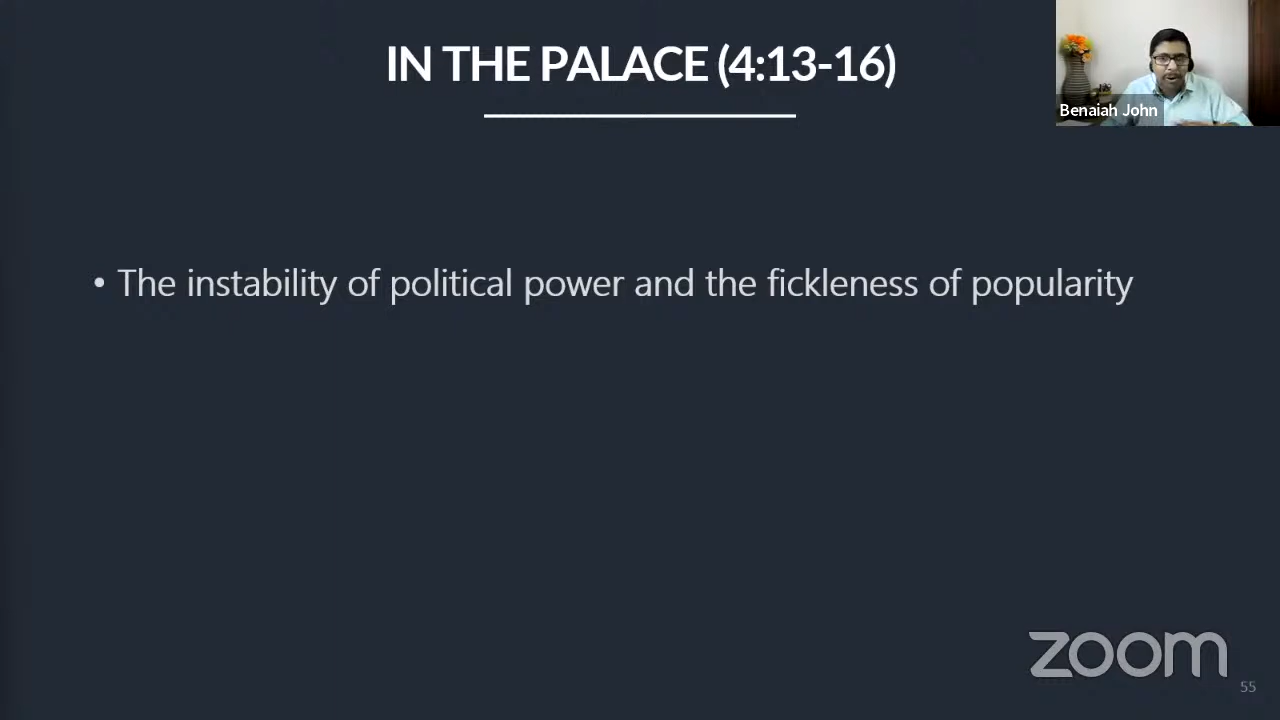 IN THE PALACE (4:13-16)
Benaiah John
• The instability of political power and the fickleness of popularity
zoom
55